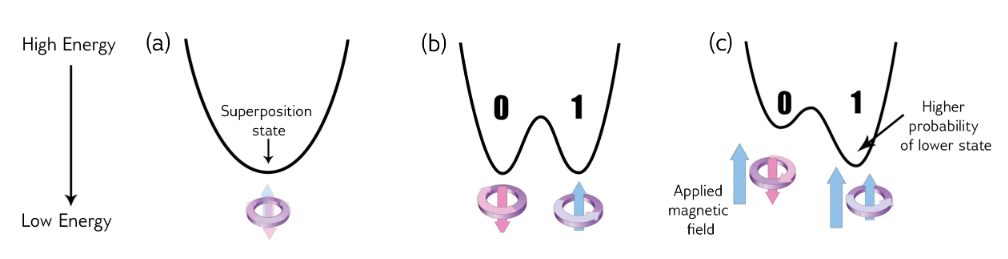 High Energy
Low Energy
(a)
Superposition
state
(b)
0 1
(c)
0 1
Higher
probability
of lower state
Applied
magnetic
field